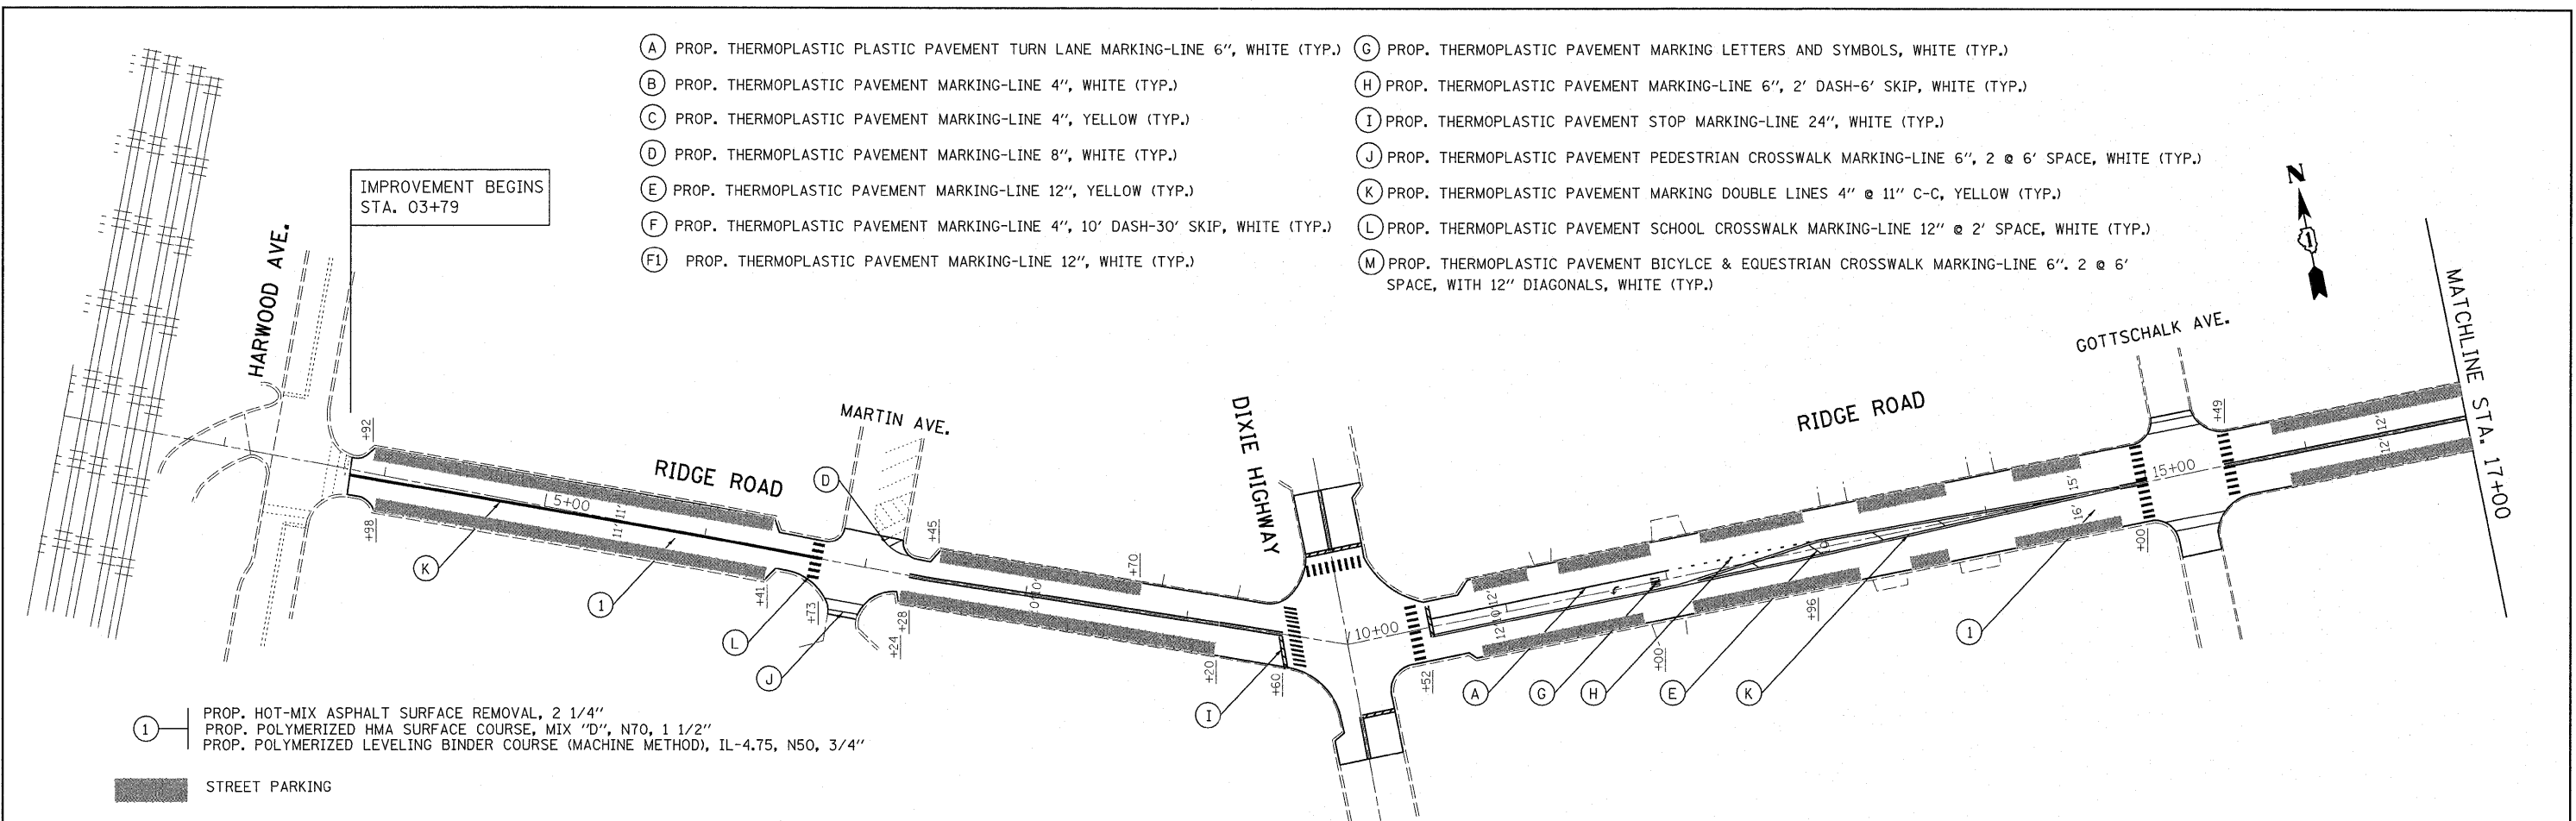 A PROP. THERMOPLASTIC PLASTIC PAVEMENT TURN LANE MARKING-LINE 6", WHITE (TYP.)
B PROP. THERMOPLASTIC PAVEMENT MARKING-LINE 4", WHITE (TYP.)
C PROP. THERMOPLASTIC PAVEMENT MARKING-LINE 4", YELLOW (TYP.)
D PROP. THERMOPLASTIC PAVEMENT MARKING-LINE 8", WHITE (TYP.)
E PROP. THERMOPLASTIC PAVEMENT MARKING-LINE 12", YELLOW (TYP.)
F PROP. THERMOPLASTIC PAVEMENT MARKING-LINE 4", 10' DASH-30' SKIP, WHITE (TYP.)
F1 PROP. THERMOPLASTIC PAVEMENT MARKING-LINE 12", WHITE (TYP.)
G PROP. THERMOPLASTIC PAVEMENT MARKING LETTERS AND SYMBOLS, WHITE (TYP.)
H PROP. THERMOPLASTIC PAVEMENT MARKING-LINE 6", 2' DASH-6' SKIP, WHITE (TYP.)
I PROP. THERMOPLASTIC PAVEMENT STOP MARKING-LINE 24", WHITE (TYP.)
J PROP. THERMOPLASTIC PAVEMENT PEDESTRIAN CROSSWALK MARKING-LINE 6", 2 @ 6' SPACE, WHITE (TYP.)
K PROP. THERMOPLASTIC PAVEMENT MARKING DOUBLE LINES 4" @ 11" C-C, YELLOW (TYP.)
L PROP. THERMOPLASTIC PAVEMENT SCHOOL CROSSWALK MARKING-LINE 12" @ 2' SPACE, WHITE (TYP.)
M PROP. THERMOPLASTIC PAVEMENT BICYLCE & EQUESTRIAN CROSSWALK MARKING-LINE 6". 2 @ 6'
SPACE, WITH 12" DIAGONALS, WHITE (TYP.)
IMPROVEMENT BEGINS
STA. 03+79
N
1
HARWOOD AVE.
MARTIN AVE.
DIXIE HIGHWAY
RIDGE ROAD
RIDGE ROAD
GOTTSCHALK AVE.
MATCHLINE STA. 17+00
+92
+98
5+00
11' 11'
+41
+73
+24
+28
+45
+70
+20
+60
10+00
+52
12' 10' 12'
+00
+96
15'
16'
15+00
+00
+49
12' 12'
D
K
1
L
J
I
A
G
H
E
K
1
1
PROP. HOT-MIX ASPHALT SURFACE REMOVAL, 2 1/4"
PROP. POLYMERIZED HMA SURFACE COURSE, MIX "D", N70, 1 1/2"
PROP. POLYMERIZED LEVELING BINDER COURSE (MACHINE METHOD), IL-4.75, N50, 3/4"
STREET PARKING